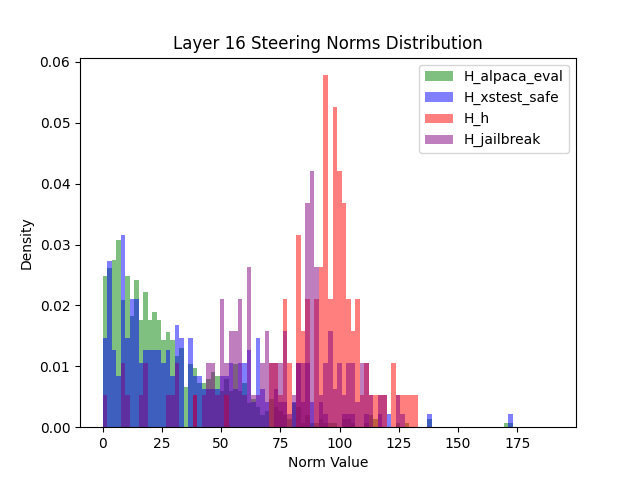 Layer 16 Steering Norms Distribution
H_alpaca_eval
H_xstest_safe
H_h
H_jailbreak
Density
0.06
0.05
0.04
0.03
0.02
0.01
0.00
0 25 50 75 100 125 150 175
Norm Value